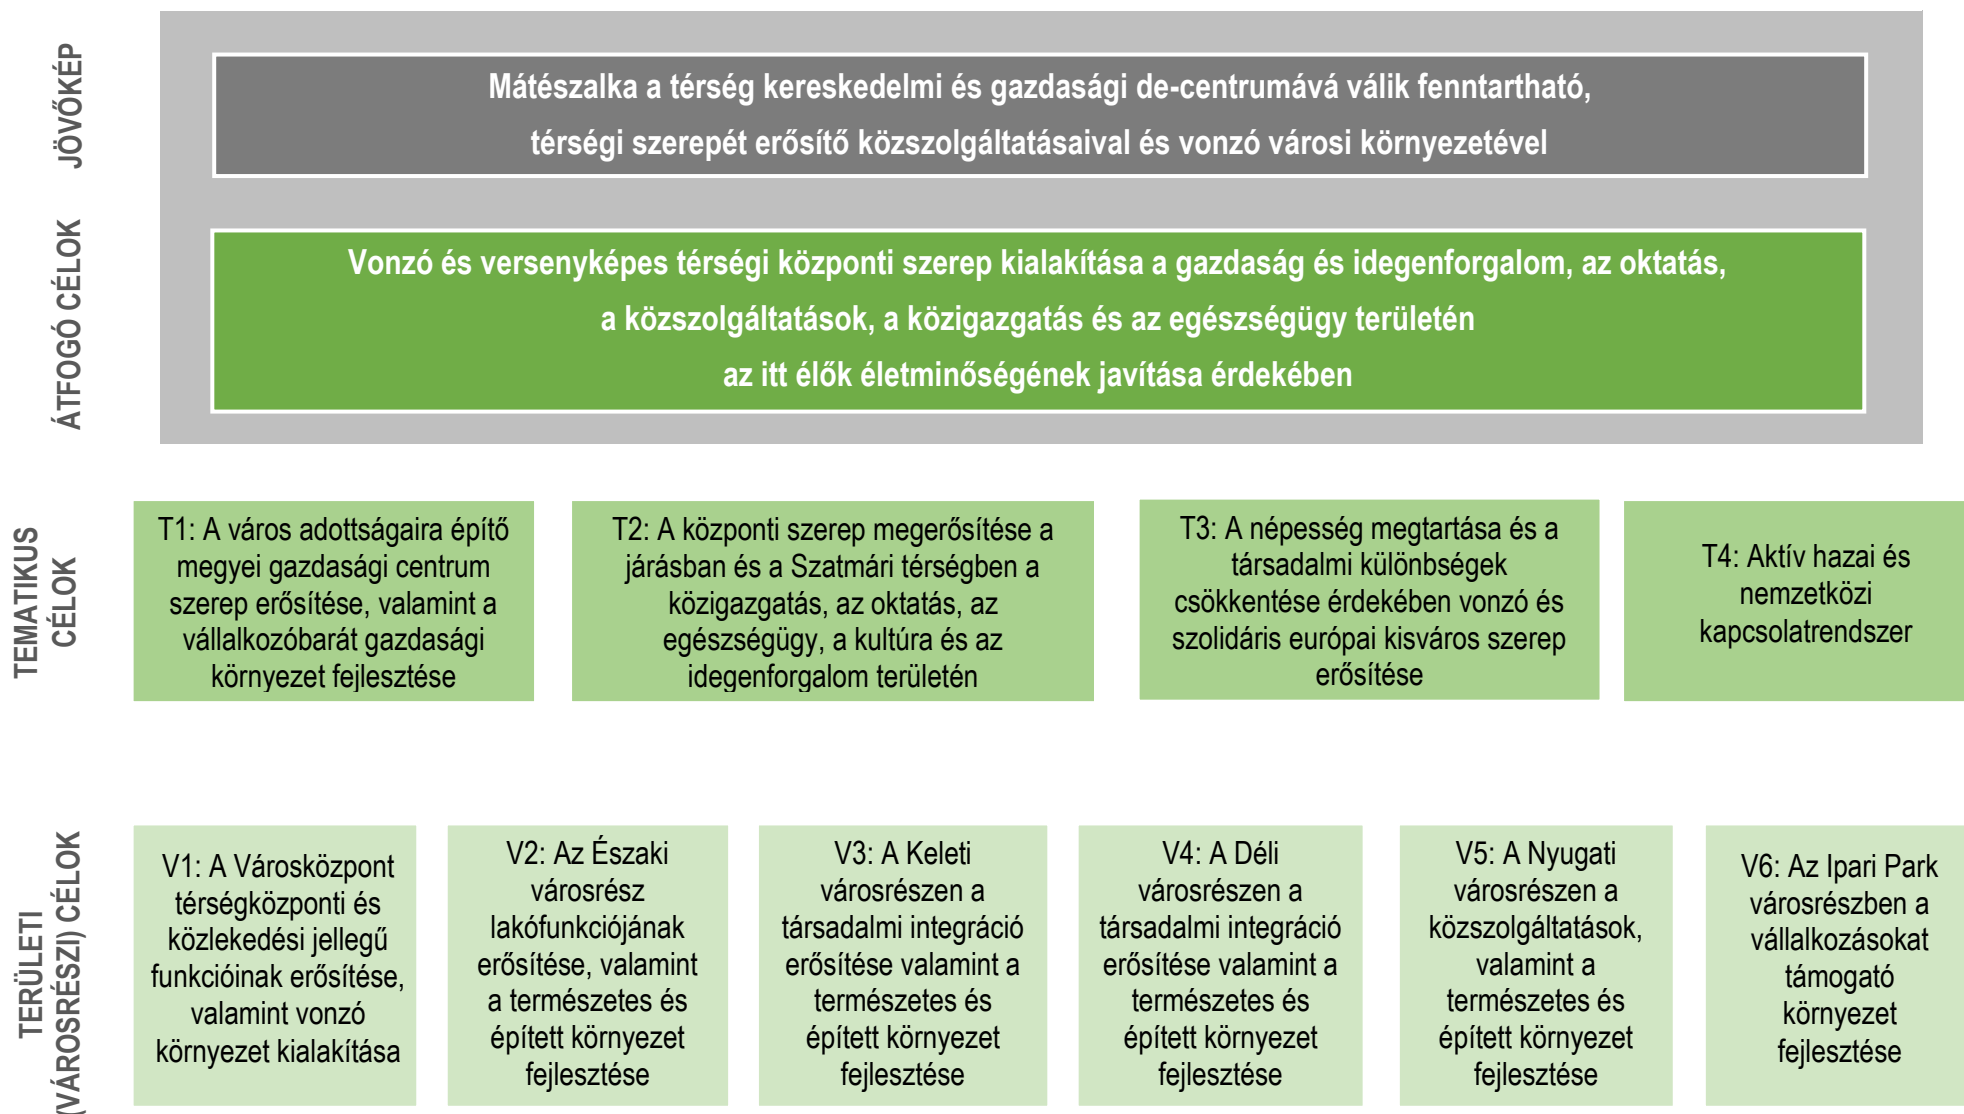 JÖVŐKÉP
Mátészalka a térség kereskedelmi és gazdasági de-centrumává válik fenntartható,
térségi szerepét erősítő közszolgáltatásaival és vonzó városi környezetével
ÁTFOGÓ CÉLOK
Vonzó és versenyképes térségi központi szerep kialakítása a gazdaság és idegenforgalom, az oktatás,
a közszolgáltatások, a közigazgatás és az egészségügy területén
az itt élők életminőségének javítása érdekében
TEMATIKUS
CÉLOK
T1: A város adottságaira építő
megyei gazdasági centrum
szerep erősítése, valamint a
vállalkozóbarát gazdasági
környezet fejlesztése
T2: A központi szerep megerősítése a
járásban és a Szatmári térségben a
közigazgatás, az oktatás, az
egészségügy, a kultúra és az
idegenforgalom területén
T3: A népesség megtartása és a
társadalmi különbségek
csökkentése érdekében vonzó és
szolidáris európai kisváros szerep
erősítése
T4: Aktív hazai és
nemzetközi
kapcsolatrendszer
TERÜLETI
(VÁROSRÉSZI) CÉLOK
V1: A Városközpont
térségközponti és
közlekedési jellegű
funkcióinak erősítése,
valamint vonzó
környezet kialakítása
V2: Az Északi
városrész
lakófunkciójának
erősítése, valamint
a természetes és
épített környezet
fejlesztése
V3: A Keleti
városrészen a
társadalmi integráció
erősítése valamint a
természetes és
épített környezet
fejlesztése
V4: A Déli
városrészen a
társadalmi integráció
erősítése valamint a
természetes és
épített környezet
fejlesztése
V5: A Nyugati
városrészen a
közszolgáltatások,
valamint a
természetes és
épített környezet
fejlesztése
V6: Az Ipari Park
városrészben a
vállalkozásokat
támogató
környezet
fejlesztése